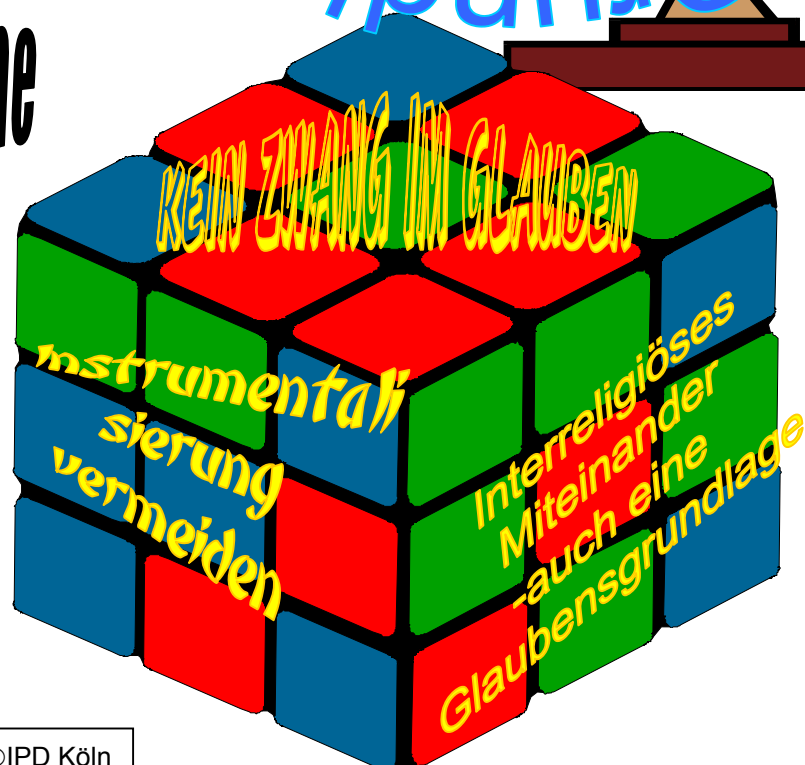 KEIN ZWANG IM GLAUBEN
Instrumentali
sierung
vermeiden
Interreligiöses
Miteinander
-auch eine
Glaubensgrundlage
©IPD Köln